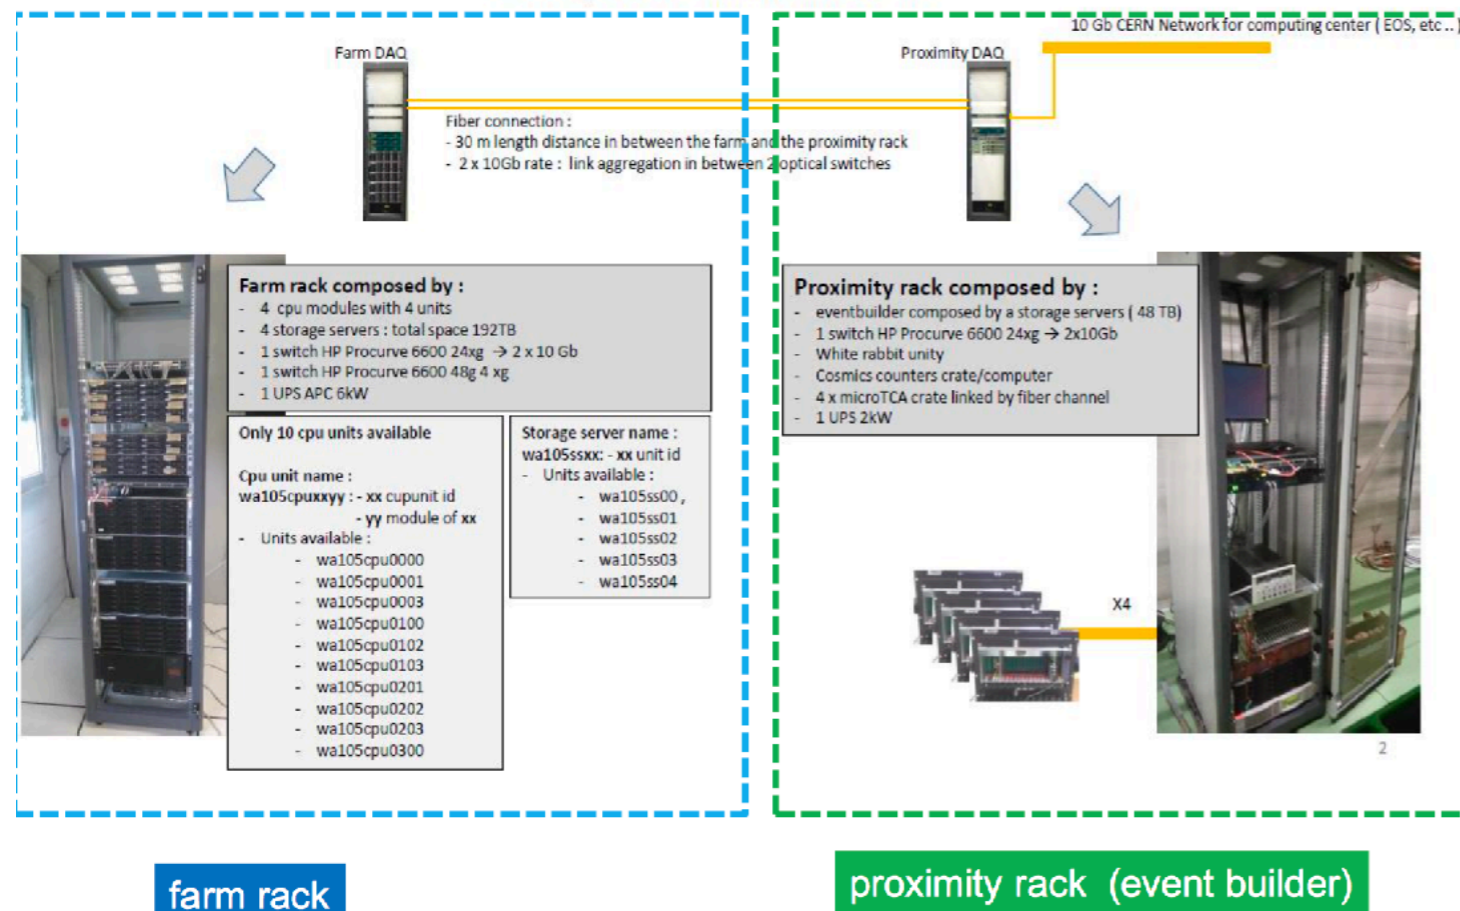 10 Gb CERN Network for computing center ( EOS, etc .. )
Farm DAQ
Proximity DAQ
Fiber connection :
- 30 m length distance in between the farm and the proximity rack
- 2 x 10Gb rate : link aggregation in between 2 optical switches
Farm rack composed by :
- 4 cpu modules with 4 units
- 4 storage servers : total space 192TB
- 1 switch HP Procurve 6600 24xg → 2 x 10 Gb
- 1 switch HP Procurve 6600 48g 4 xg
- 1 UPS APC 6kW
Only 10 cpu units available
Cpu unit name :
wa105cpuxxyy : - xx cupunit id
- yy module of xx
- Units available :
- wa105cpu0000
- wa105cpu0001
- wa105cpu0003
- wa105cpu0100
- wa105cpu0102
- wa105cpu0103
- wa105cpu0201
- wa105cpu0202
- wa105cpu0203
- wa105cpu0300
Storage server name :
wa105ssxx: - xx unit id
- Units available :
- wa105ss00 ,
- wa105ss01
- wa105ss02
- wa105ss03
- wa105ss04
Proximity rack composed by :
- eventbuilder composed by a storage servers ( 48 TB)
- 1 switch HP Procurve 6600 24xg → 2x10Gb
- White rabbit unity
- Cosmics counters crate/computer
- 4 x microTCA crate linked by fiber channel
- 1 UPS 2kW
X4
2
farm rack
proximity rack (event builder)